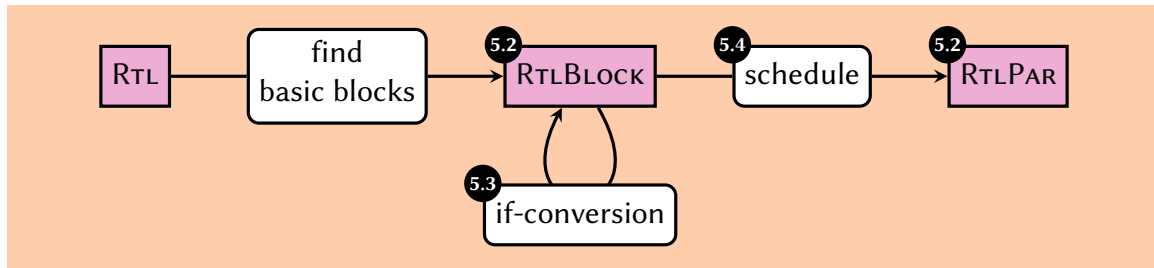 RTL
find
basic blocks
5.2
RTLBLOCK
5.4
schedule
5.2
RTLPAR
5.3
if-conversion